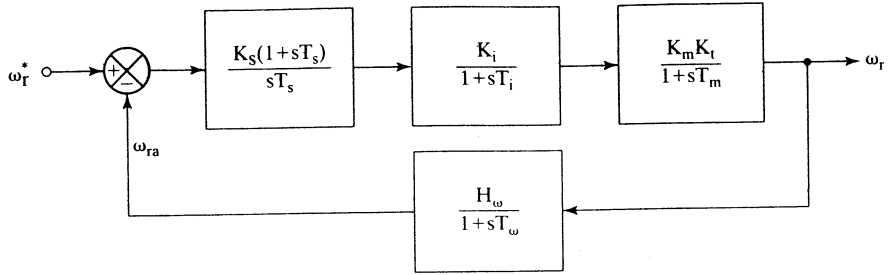 ω_r^*
+
−
K_s(1+sT_s)
sT_s
K_i
1+sT_i
K_m K_t
1+sT_m
ω_r
ω_ra
H_ω
1+sT_ω